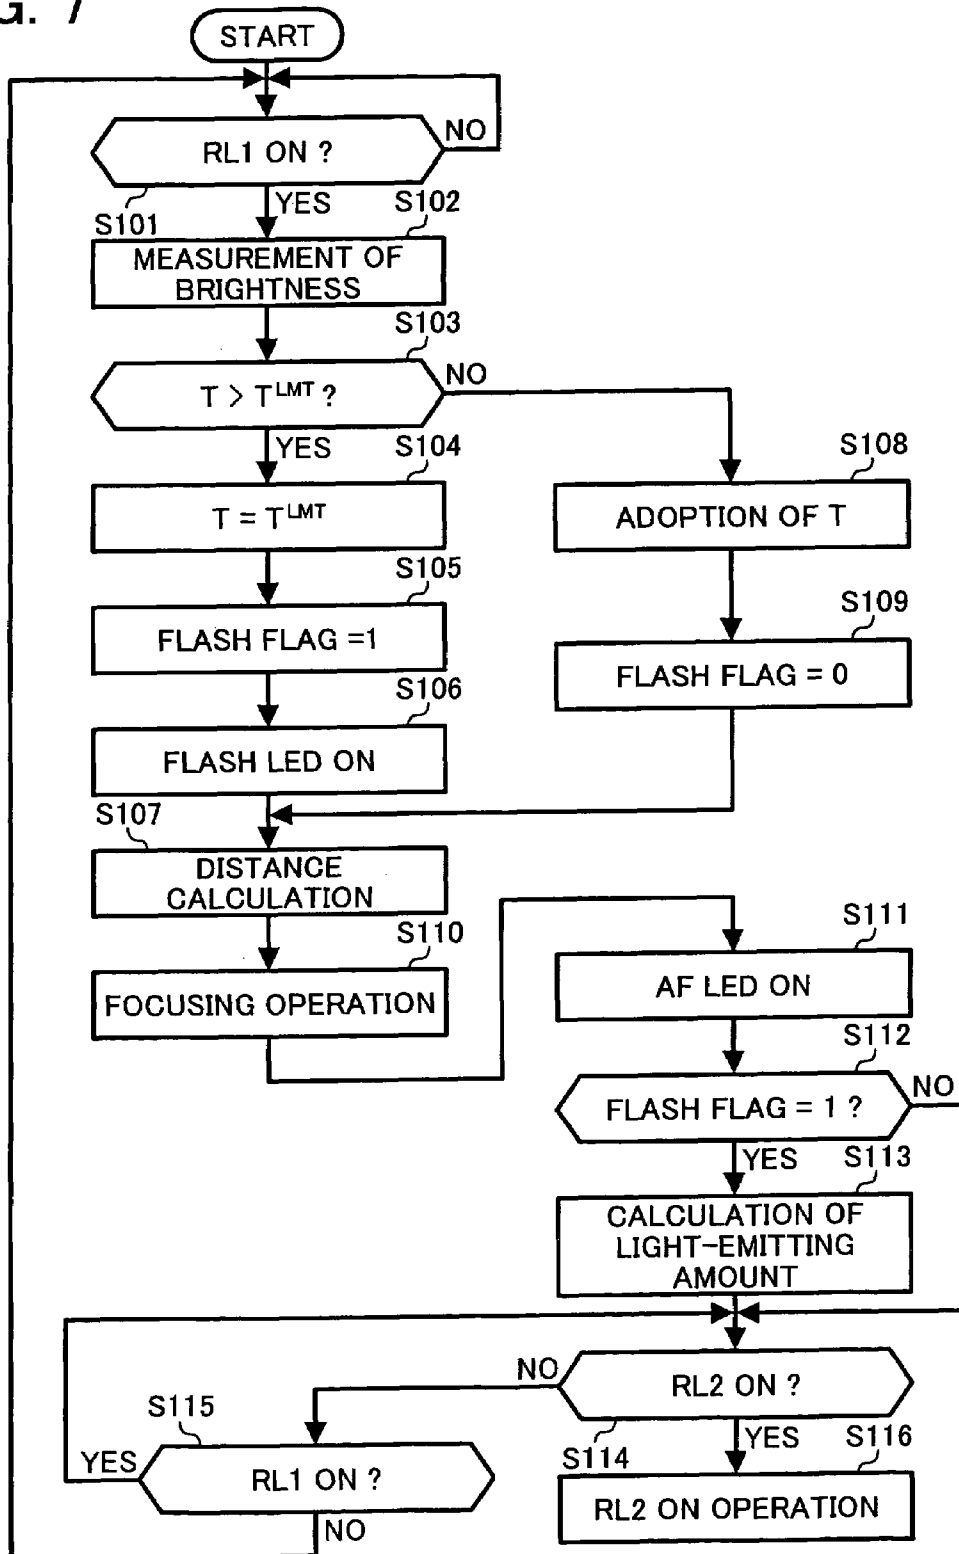 G. 7
START
RL1 ON ?
NO
YES
S101
S102
MEASUREMENT OF
BRIGHTNESS
S103
T > T^LMT ?
NO
YES
S104
T = T^LMT
S108
ADOPTION OF T
S105
FLASH FLAG =1
S109
FLASH FLAG = 0
S106
FLASH LED ON
S107
DISTANCE
CALCULATION
S110
FOCUSING OPERATION
S111
AF LED ON
S112
FLASH FLAG = 1 ?
NO
YES
S113
CALCULATION OF
LIGHT-EMITTING
AMOUNT
RL2 ON ?
NO
YES
S114
S115
RL1 ON ?
YES
NO
S116
RL2 ON OPERATION